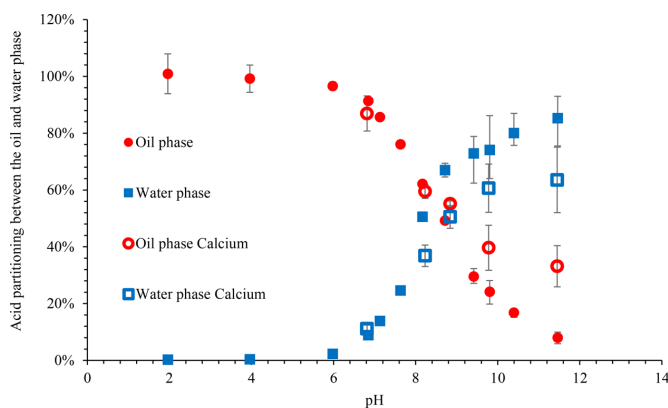 Acid partitioning between the oil and water phase
120%
100%
80%
60%
40%
20%
0%
Oil phase
Water phase
Oil phase Calcium
Water phase Calcium
0 2 4 6 8 10 12 14
pH